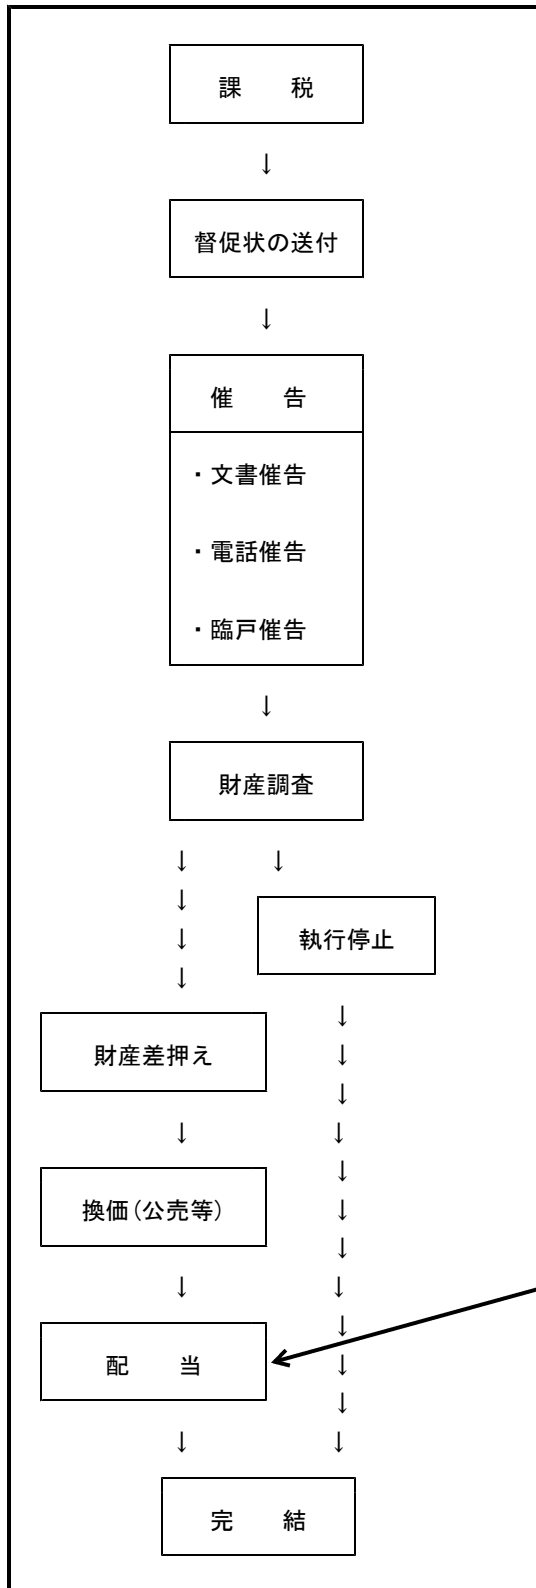 課　　税
↓
督促状の送付
↓
催　　告
・文書催告
・電話催告
・臨戸催告
↓
財産調査
↓　↓
↓
↓　執行停止
↓
↓
財産差押え　↓
↓
↓　↓
↓
換価(公売等)　↓
↓
↓　↓
↓
配　　当　↓
↓
↓　↓
完　　結